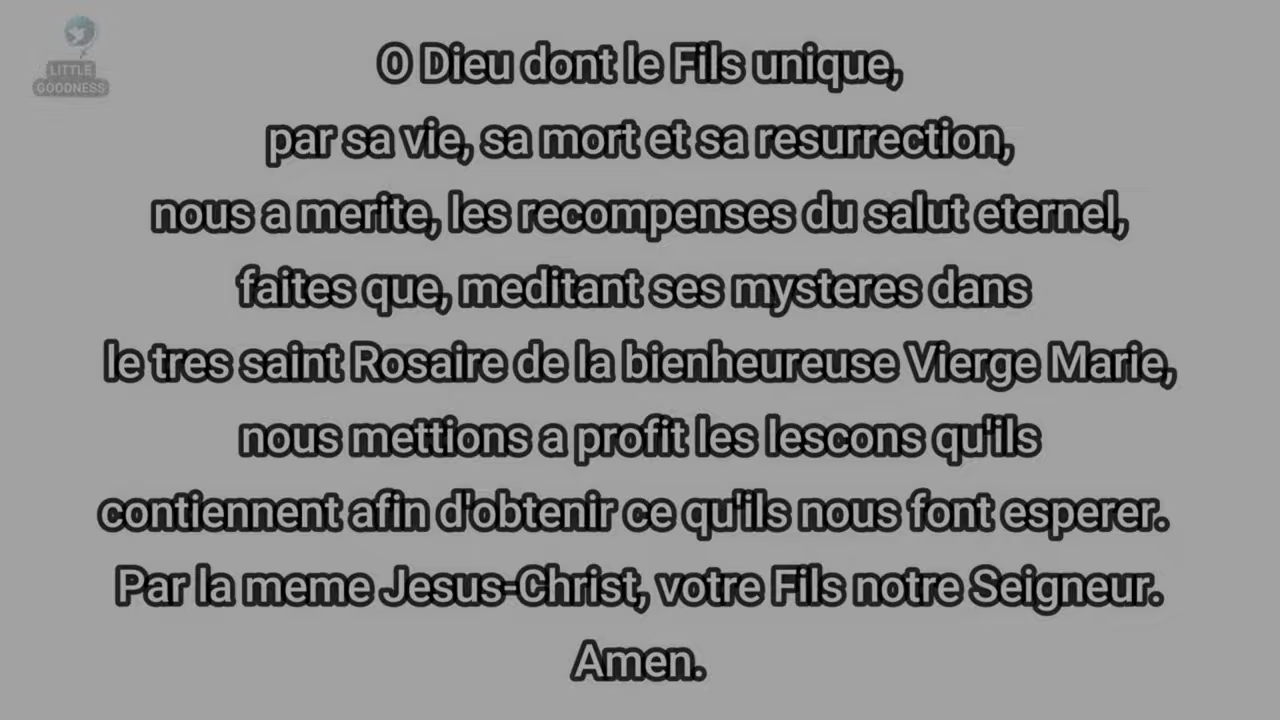 LITTLE
GOODNESS
O Dieu dont le Fils unique,
par sa vie, sa mort et sa resurrection,
nous a merite, les recompenses du salut eternel,
faites que, meditant ses mysteres dans
le tres saint Rosaire de la bienheureuse Vierge Marie,
nous mettions a profit les lescons qu'ils
contiennent afin d'obtenir ce qu'ils nous font esperer.
Par la meme Jesus-Christ, votre Fils notre Seigneur.
Amen.